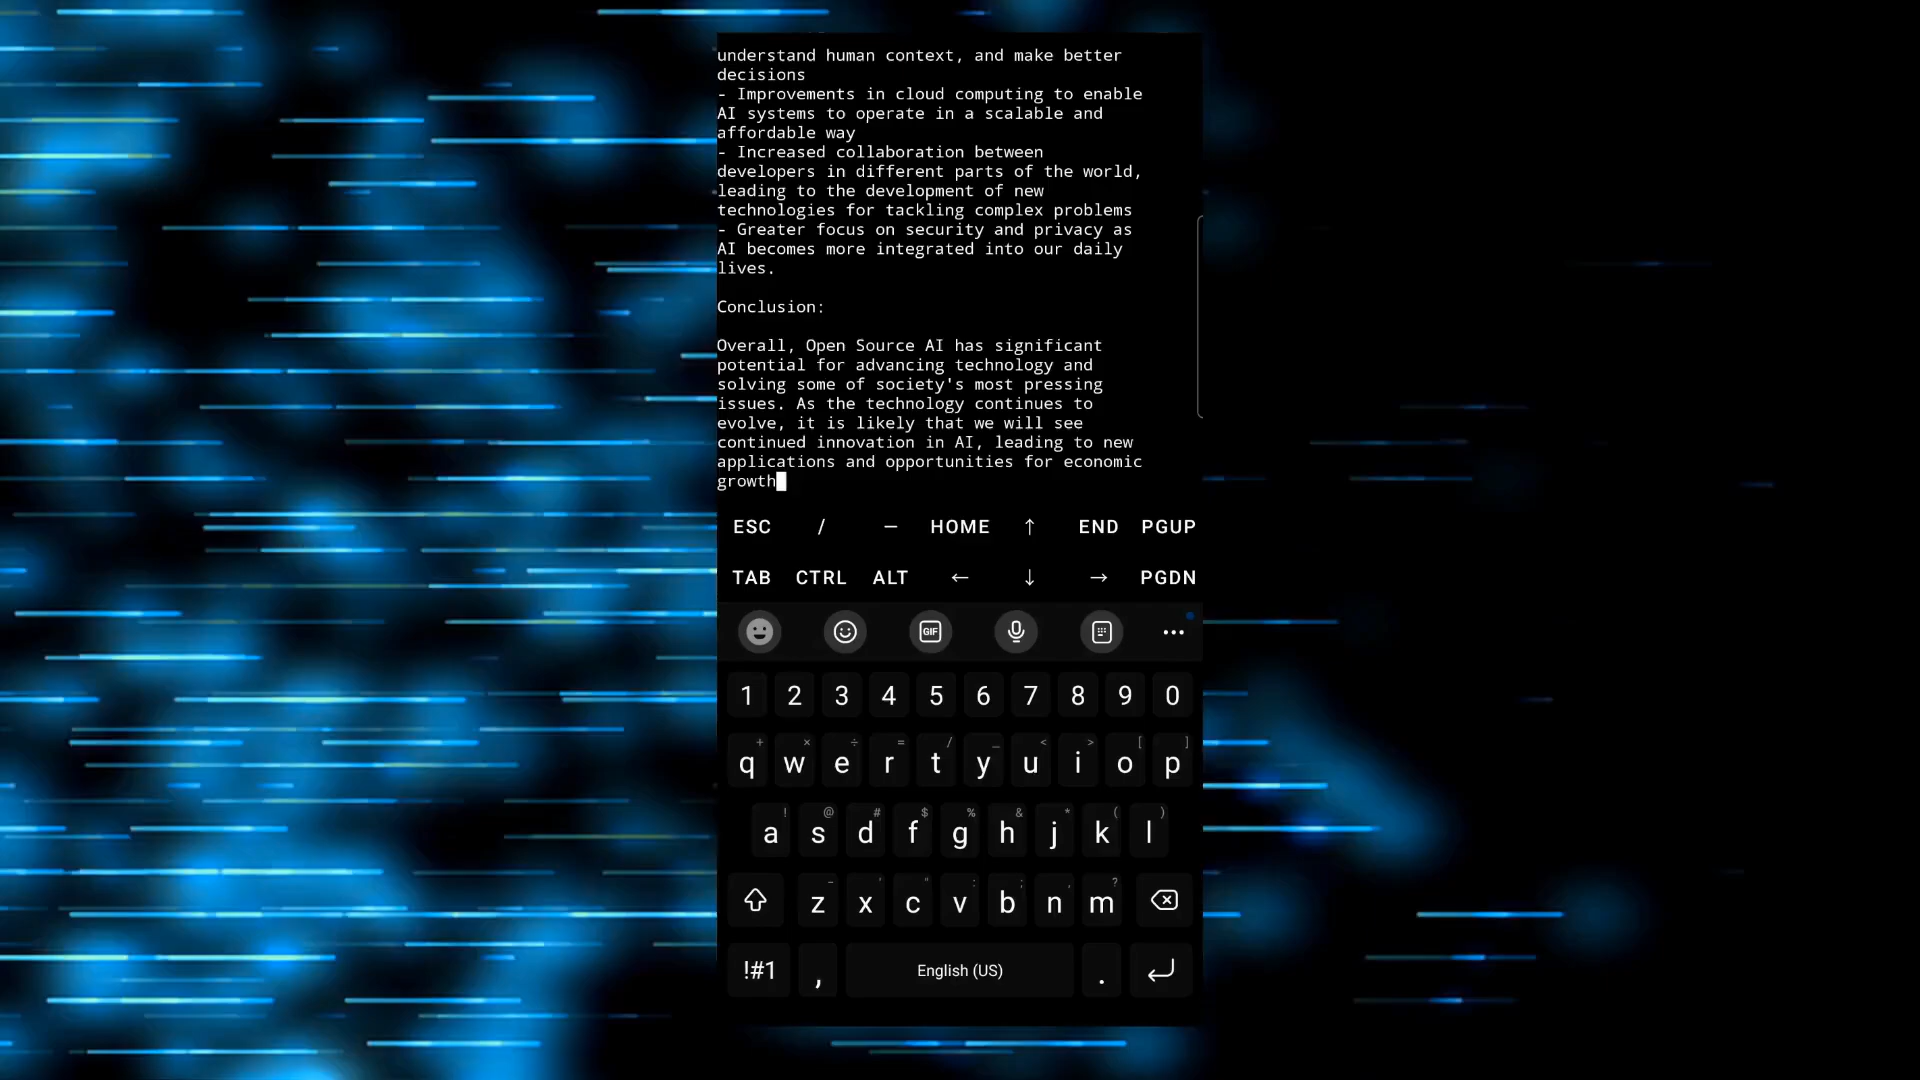 understand human context, and make better
decisions
- Improvements in cloud computing to enable
AI systems to operate in a scalable and
affordable way
- Increased collaboration between
developers in different parts of the world,
leading to the development of new
technologies for tackling complex problems
- Greater focus on security and privacy as
AI becomes more integrated into our daily
lives.
Conclusion:
Overall, Open Source AI has significant
potential for advancing technology and
solving some of society's most pressing
issues. As the technology continues to
evolve, it is likely that we will see
continued innovation in AI, leading to new
applications and opportunities for economic
growth
ESC / — HOME ↑ END PGUP
TAB CTRL ALT ← ↓ → PGDN
GIF
1 2 3 4 5 6 7 8 9 0
+ × ÷ = / _ < > [ ]
q w e r t y u i o p
! @ # $ % & * ( )
a s d f g h j k l
- ' " : ; , ?
z x c v b n m
!#1 , English (US) .